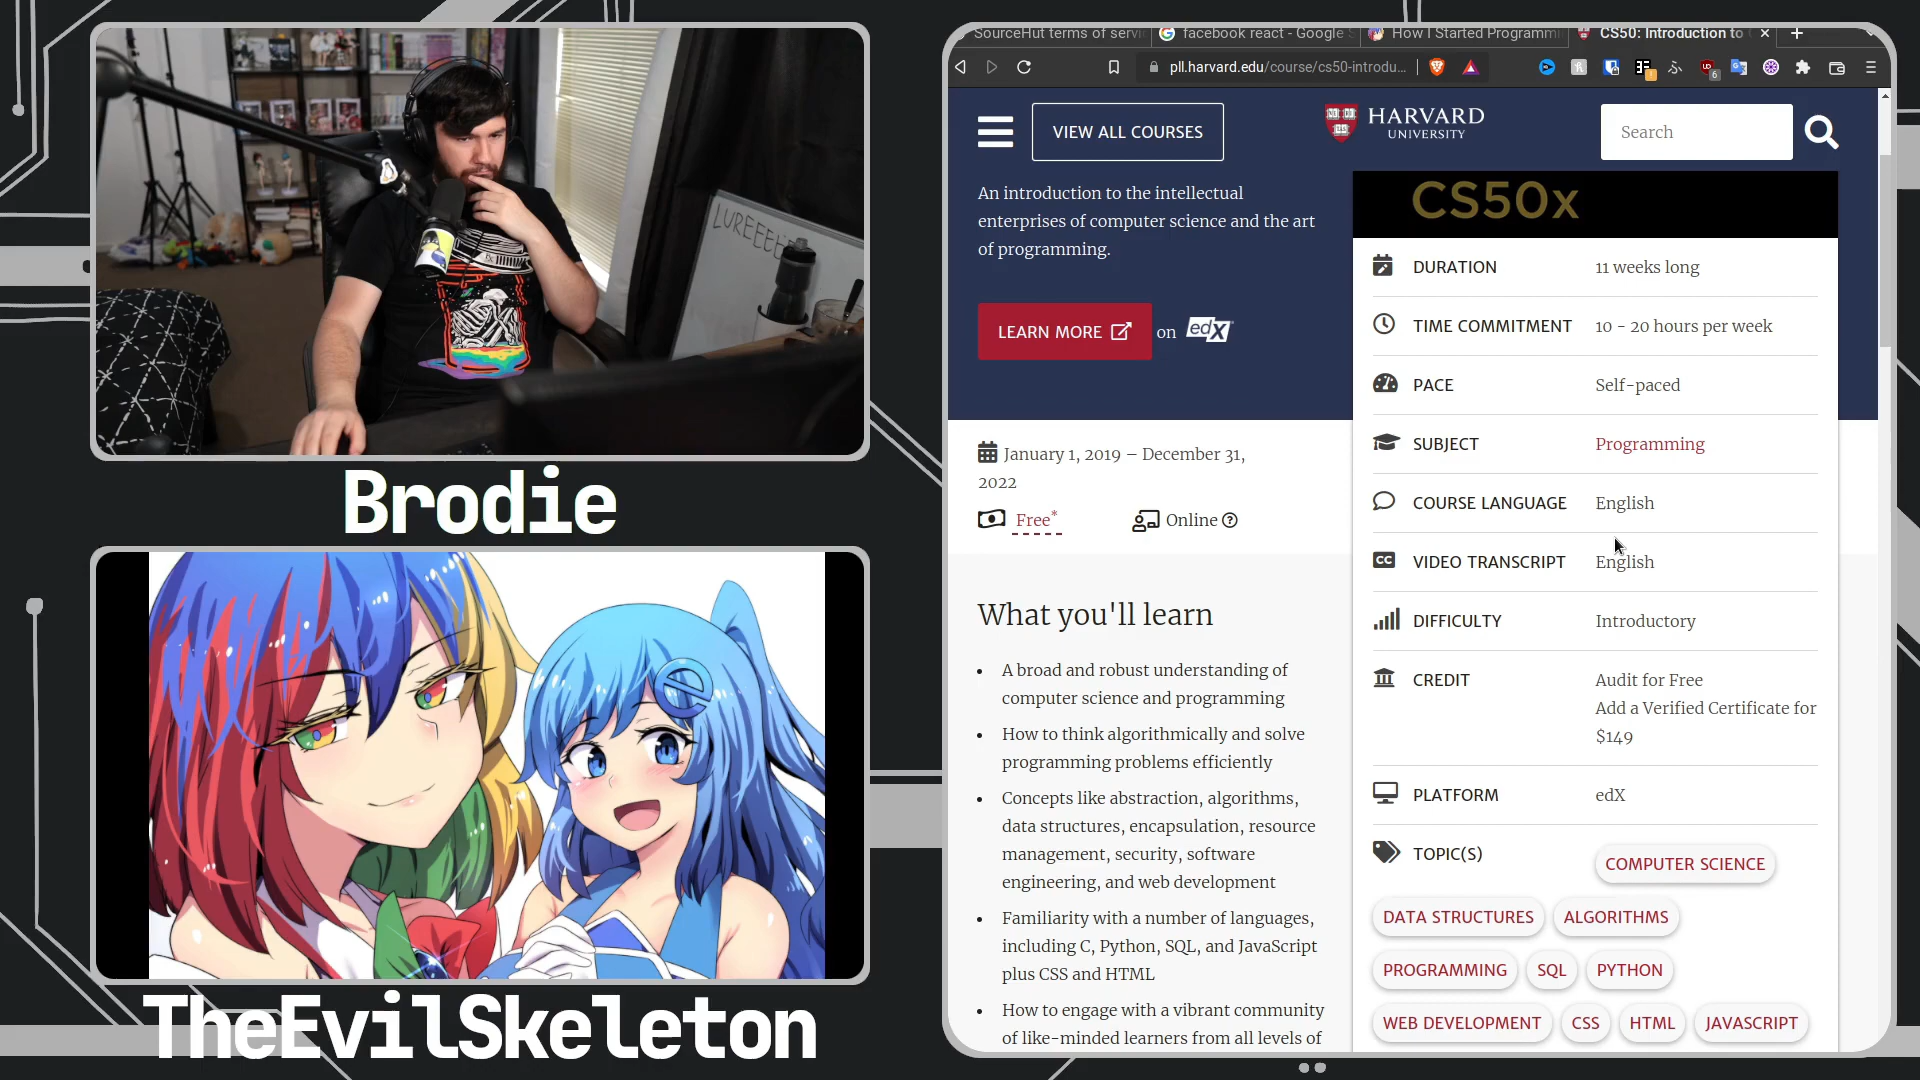 LUREEE
Brodie
TheEvilSkeleton
SourceHut terms of servi
facebook react - Google S
How I Started Programmi
CS50: Introduction to
pll.harvard.edu/course/cs50-introdu...
6
VIEW ALL COURSES
HARVARD
UNIVERSITY
Search
An introduction to the intellectual
enterprises of computer science and the art
of programming.
LEARN MORE on edX
January 1, 2019 – December 31,
2022
Free*
Online
What you'll learn
• A broad and robust understanding of
computer science and programming
• How to think algorithmically and solve
programming problems efficiently
• Concepts like abstraction, algorithms,
data structures, encapsulation, resource
management, security, software
engineering, and web development
• Familiarity with a number of languages,
including C, Python, SQL, and JavaScript
plus CSS and HTML
• How to engage with a vibrant community
of like-minded learners from all levels of
CS50x
DURATION 11 weeks long
TIME COMMITMENT 10 - 20 hours per week
PACE Self-paced
SUBJECT Programming
COURSE LANGUAGE English
VIDEO TRANSCRIPT English
DIFFICULTY Introductory
CREDIT Audit for Free
Add a Verified Certificate for
$149
PLATFORM edX
TOPIC(S) COMPUTER SCIENCE
DATA STRUCTURES ALGORITHMS
PROGRAMMING SQL PYTHON
WEB DEVELOPMENT CSS HTML JAVASCRIPT